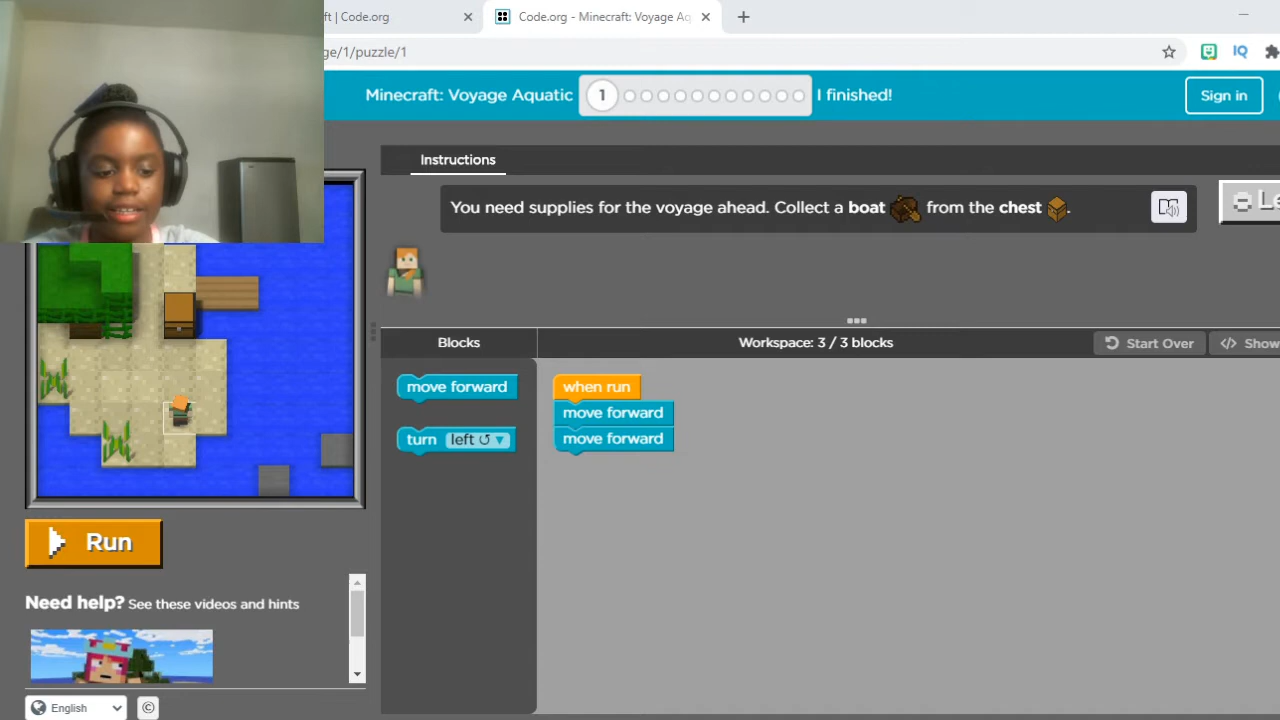 ft | Code.org
Code.org - Minecraft: Voyage Aq
ge/1/puzzle/1
IQ
Minecraft: Voyage Aquatic
1
I finished!
Sign in
Instructions
You need supplies for the voyage ahead. Collect a boat from the chest.
Le
Blocks
Workspace: 3 / 3 blocks
Start Over
Show
move forward
turn left
when run
move forward
move forward
Run
Need help? See these videos and hints
English
©